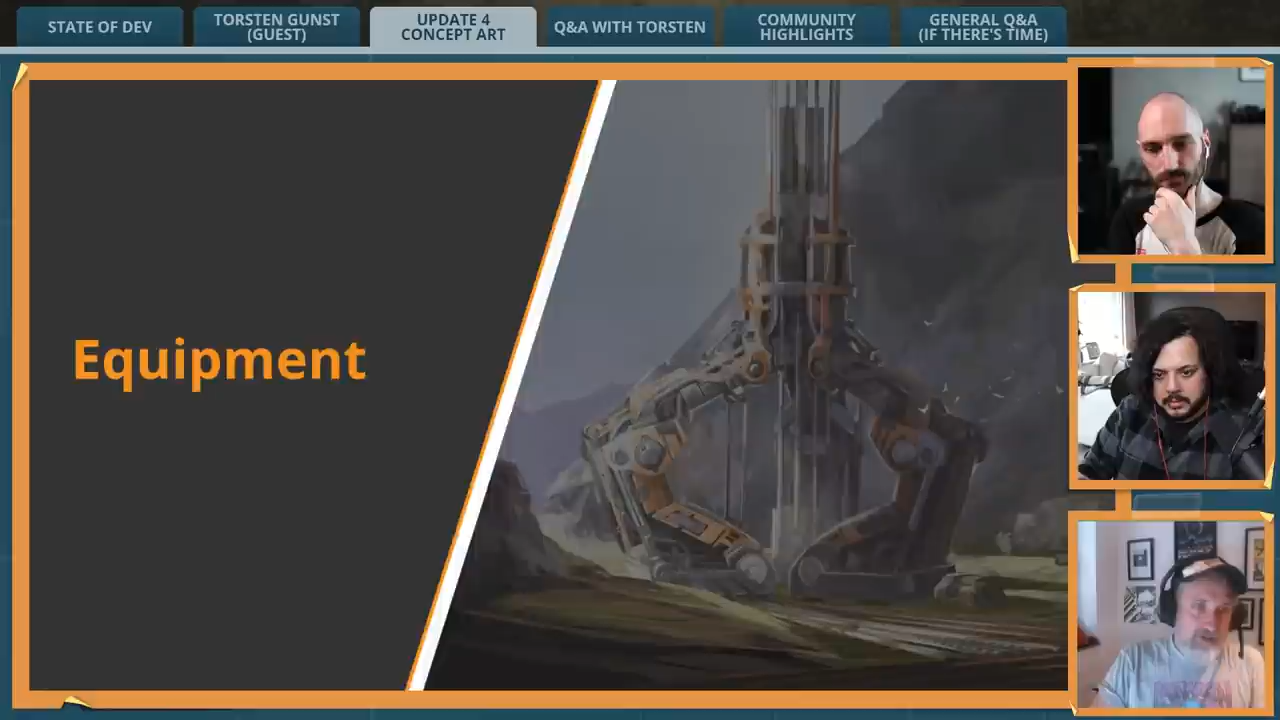 STATE OF DEV
TORSTEN GUNST
(GUEST)
UPDATE 4
CONCEPT ART
Q&A WITH TORSTEN
COMMUNITY
HIGHLIGHTS
GENERAL Q&A
(IF THERE'S TIME)
Equipment